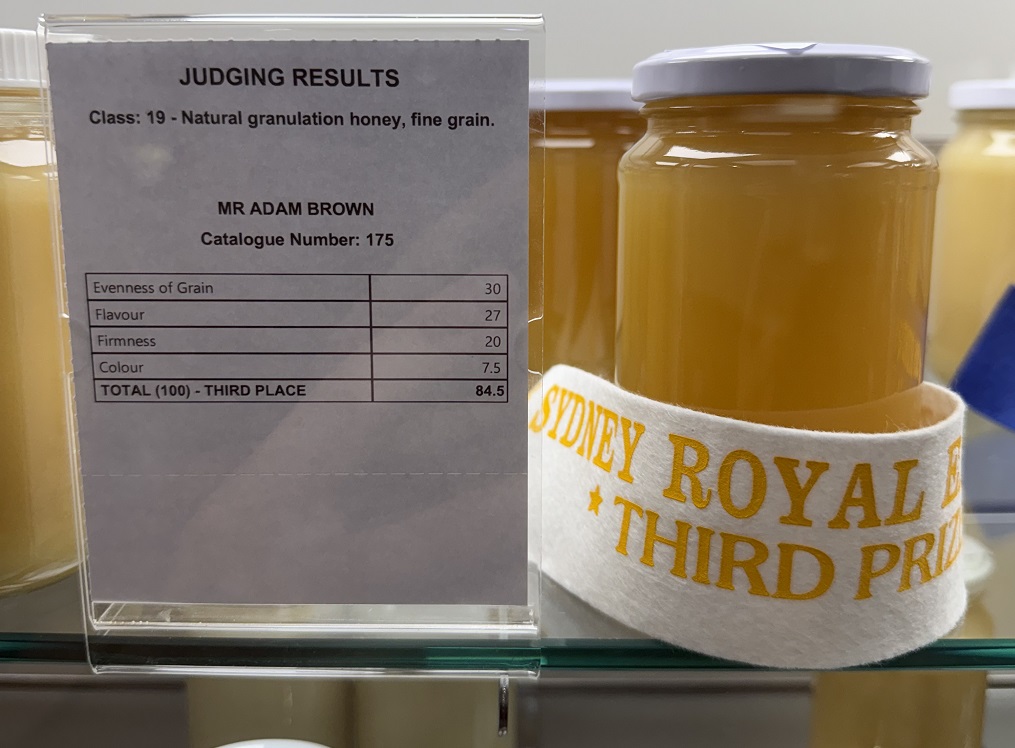 JUDGING RESULTS
Class: 19 - Natural granulation honey, fine grain.
MR ADAM BROWN
Catalogue Number: 175
Evenness of Grain 30
Flavour 27
Firmness 20
Colour 7.5
TOTAL (100) - THIRD PLACE 84.5
SYDNEY ROYAL
★ THIRD